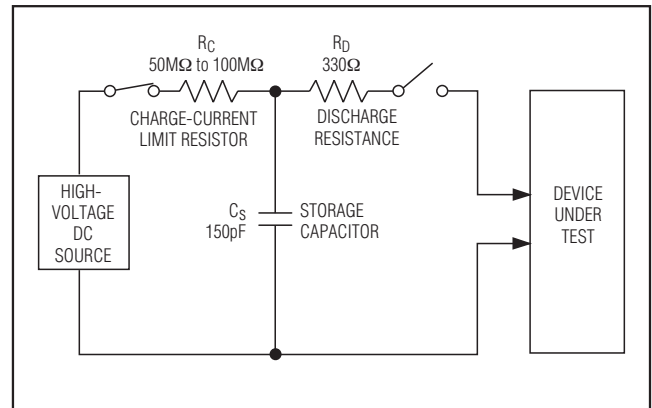 R_C
50MΩ to 100MΩ
CHARGE-CURRENT
LIMIT RESISTOR
R_D
330Ω
DISCHARGE
RESISTANCE
HIGH-
VOLTAGE
DC
SOURCE
C_S
150pF
STORAGE
CAPACITOR
DEVICE
UNDER
TEST